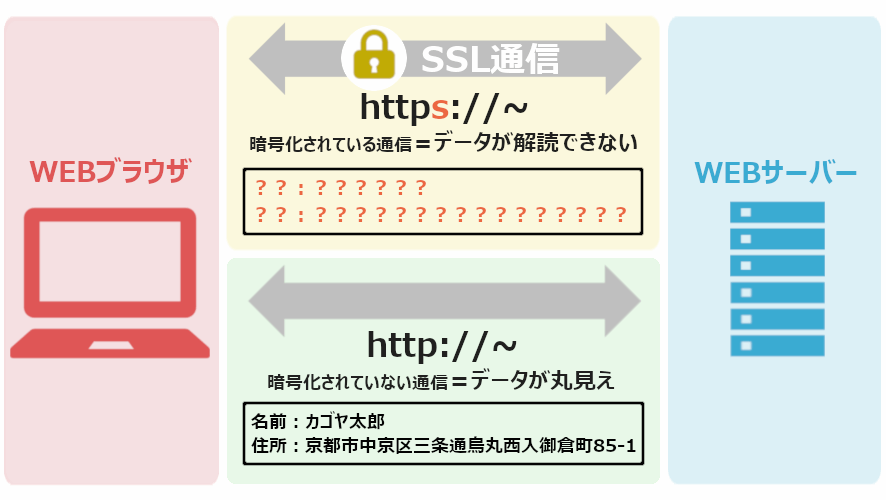 SSL通信
https://~
暗号化されている通信=データが解読できない
WEBブラウザ
WEBサーバー
??:??????
??:????????????????
http://~
暗号化されていない通信=データが丸見え
名前:カゴヤ太郎
住所:京都市中京区三条通烏丸西入御倉町85-1